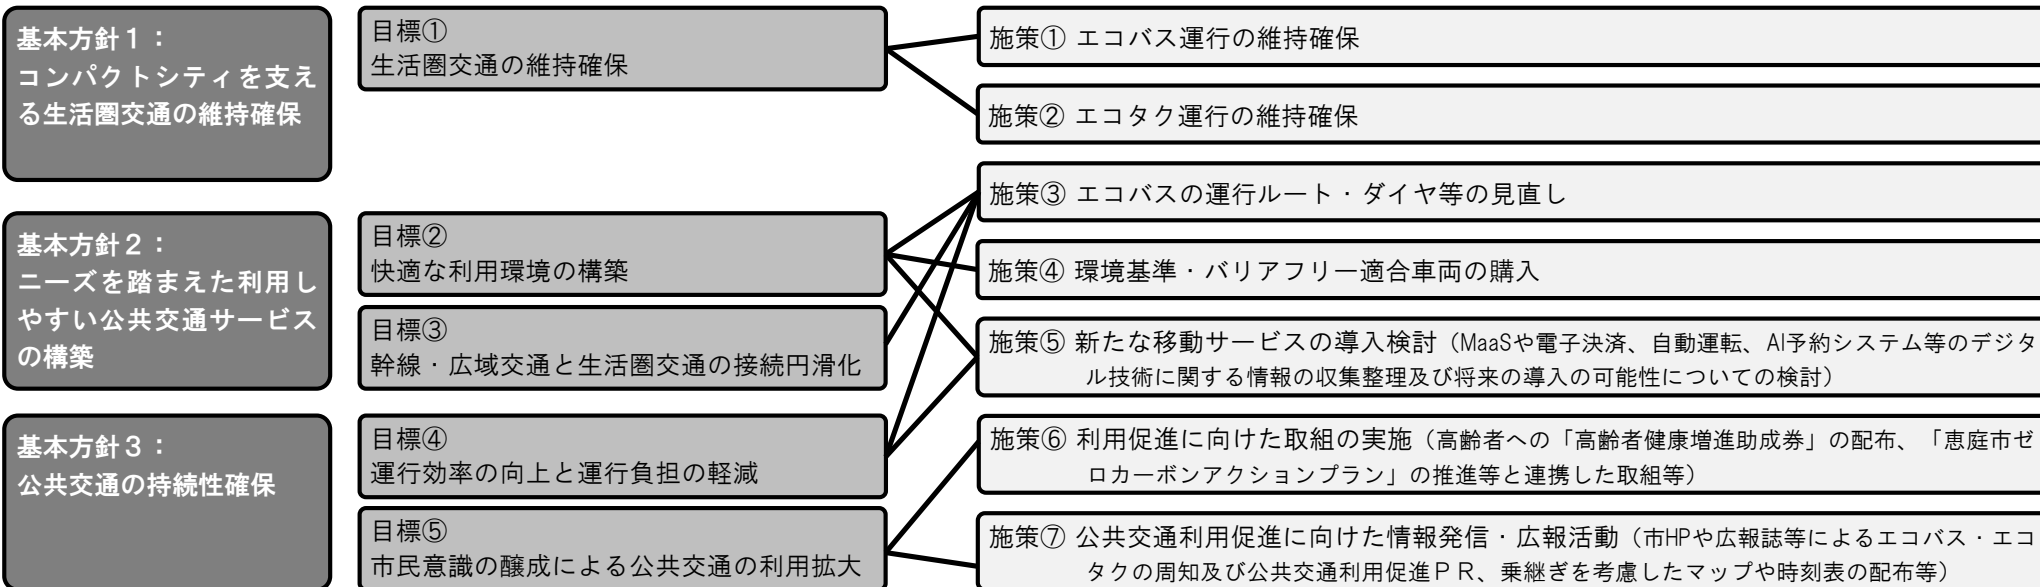 基本方針１：
コンパクトシティを支え
る生活圏交通の維持確保
目標①
生活圏交通の維持確保
施策① エコバス運行の維持確保
施策② エコタク運行の維持確保
基本方針２：
ニーズを踏まえた利用し
やすい公共交通サービス
の構築
目標②
快適な利用環境の構築
目標③
幹線・広域交通と生活圏交通の接続円滑化
施策③ エコバスの運行ルート・ダイヤ等の見直し
施策④ 環境基準・バリアフリー適合車両の購入
施策⑤ 新たな移動サービスの導入検討（MaaSや電子決済、自動運転、AI予約システム等のデジタ
ル技術に関する情報の収集整理及び将来の導入の可能性についての検討）
基本方針３：
公共交通の持続性確保
目標④
運行効率の向上と運行負担の軽減
目標⑤
市民意識の醸成による公共交通の利用拡大
施策⑥ 利用促進に向けた取組の実施（高齢者への「高齢者健康増進助成券」の配布、「恵庭市ゼ
ロカーボンアクションプラン」の推進等と連携した取組等）
施策⑦ 公共交通利用促進に向けた情報発信・広報活動（市HPや広報誌等によるエコバス・エコ
タクの周知及び公共交通利用促進ＰＲ、乗継ぎを考慮したマップや時刻表の配布等）